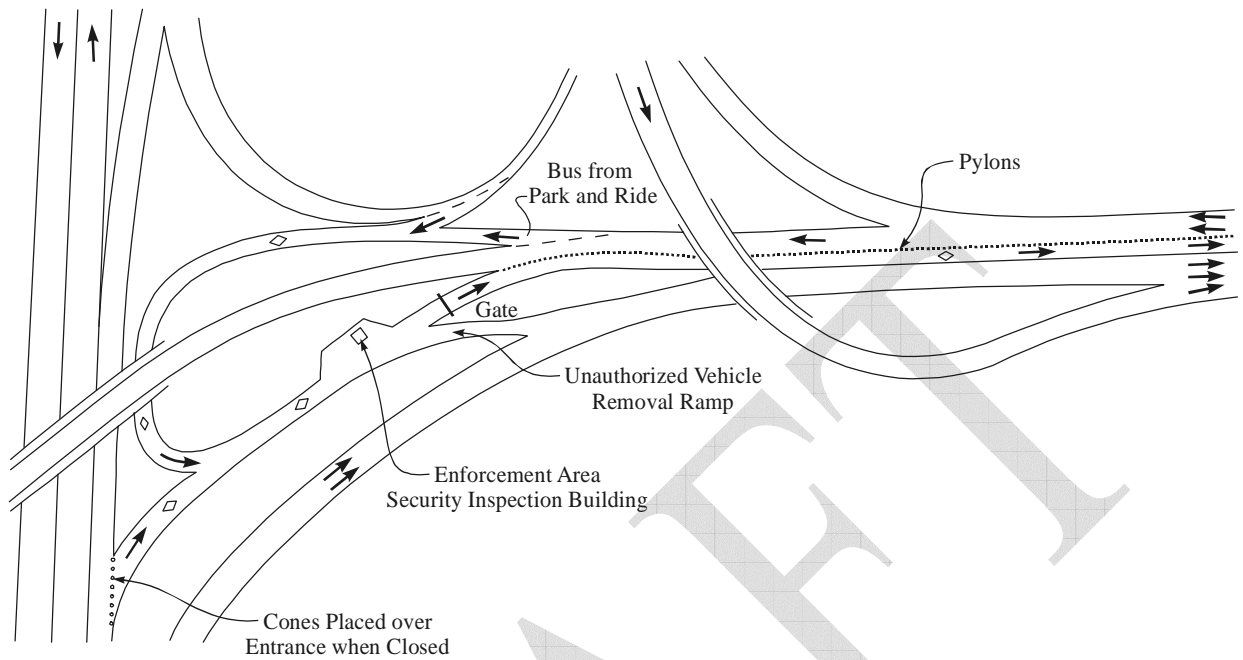 Bus from
Park and Ride
Pylons
Gate
Unauthorized Vehicle
Removal Ramp
Enforcement Area
Security Inspection Building
Cones Placed over
Entrance when Closed
AFT